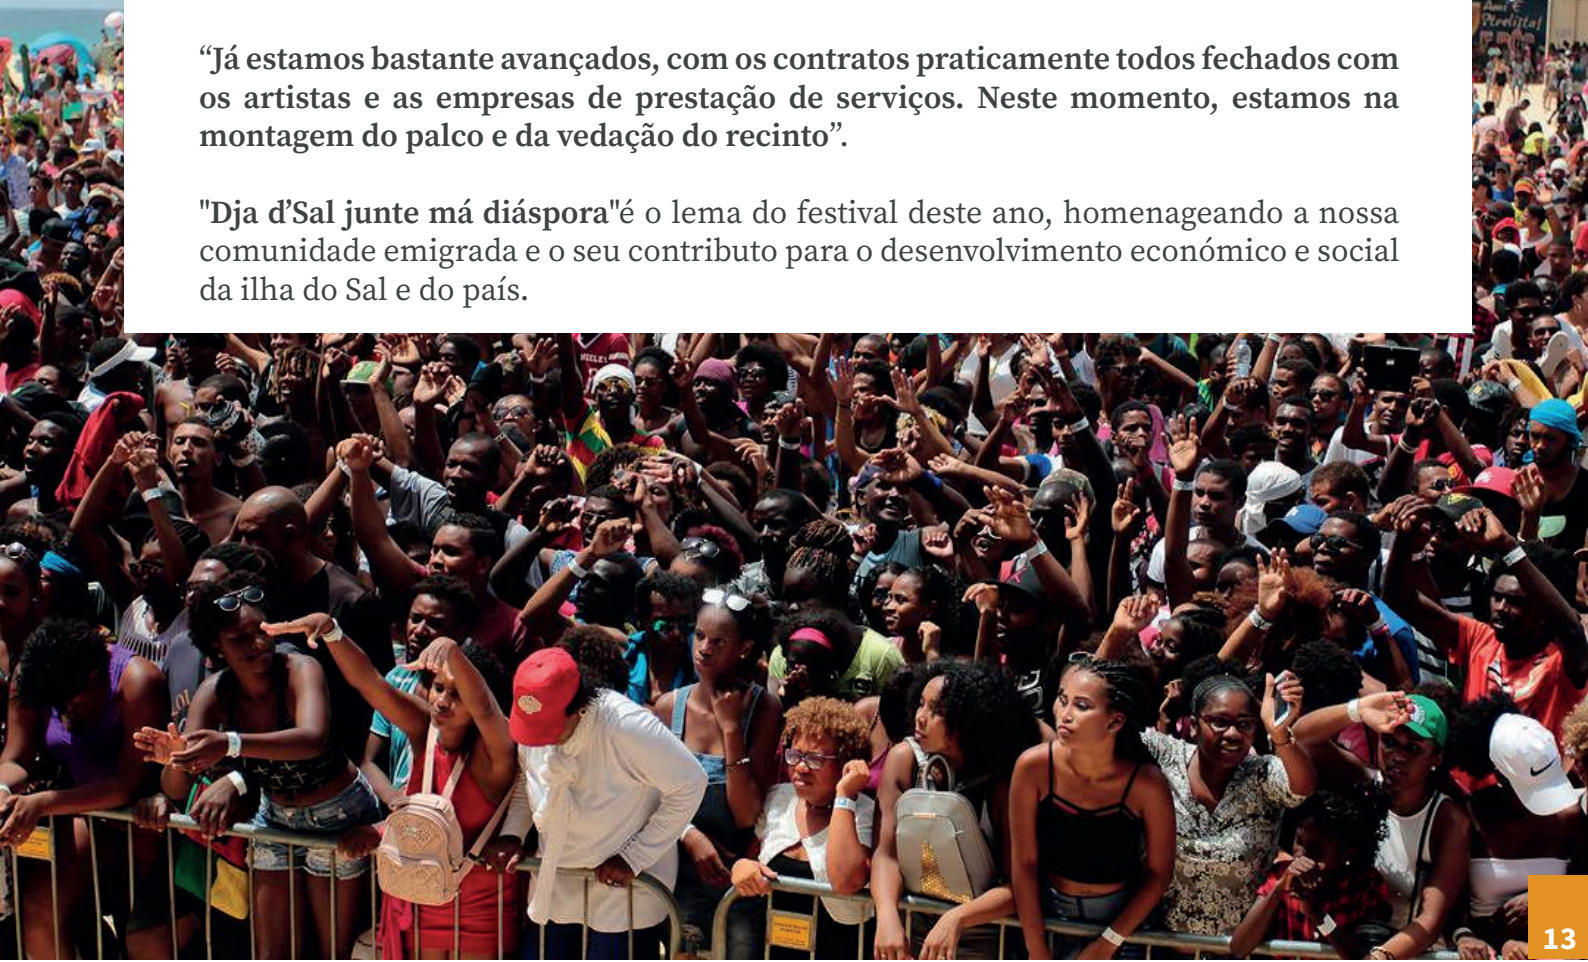 “Já estamos bastante avançados, com os contratos praticamente todos fechados com
os artistas e as empresas de prestação de serviços. Neste momento, estamos na
montagem do palco e da vedação do recinto”.
"Dja d’Sal junte má diáspora"é o lema do festival deste ano, homenageando a nossa
comunidade emigrada e o seu contributo para o desenvolvimento económico e social
da ilha do Sal e do país.
13